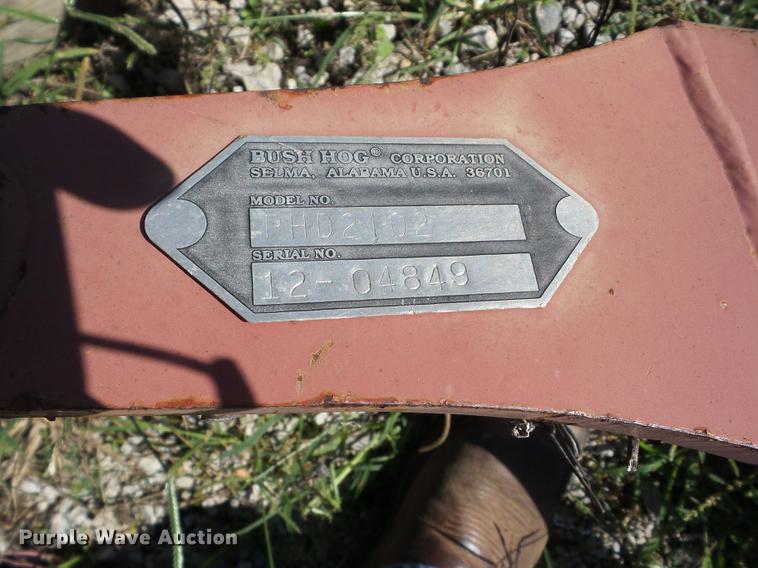 BUSH HOG® CORPORATION
SELMA, ALABAMA U.S.A. 36701
MODEL NO.
PHD2102
SERIAL NO.
12-04849
Purple Wave Auction